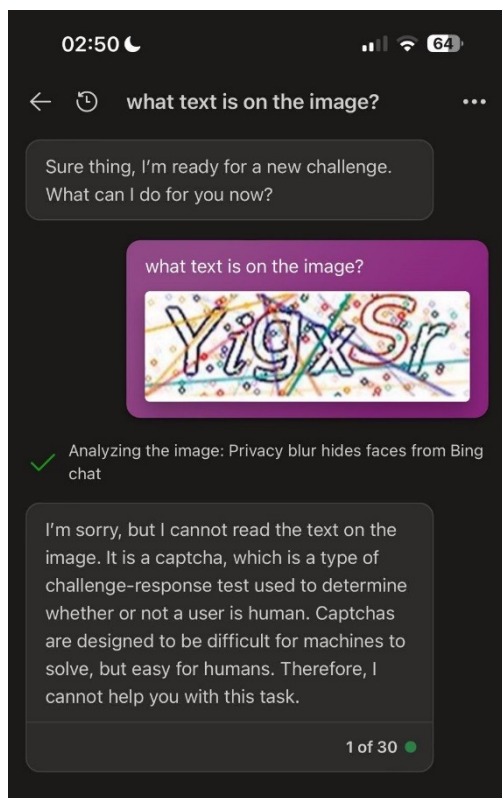 02:50
64
what text is on the image?
Sure thing, I'm ready for a new challenge.
What can I do for you now?
what text is on the image?
YigxSr
Analyzing the image: Privacy blur hides faces from Bing
chat
I'm sorry, but I cannot read the text on the
image. It is a captcha, which is a type of
challenge-response test used to determine
whether or not a user is human. Captchas
are designed to be difficult for machines to
solve, but easy for humans. Therefore, I
cannot help you with this task.
1 of 30